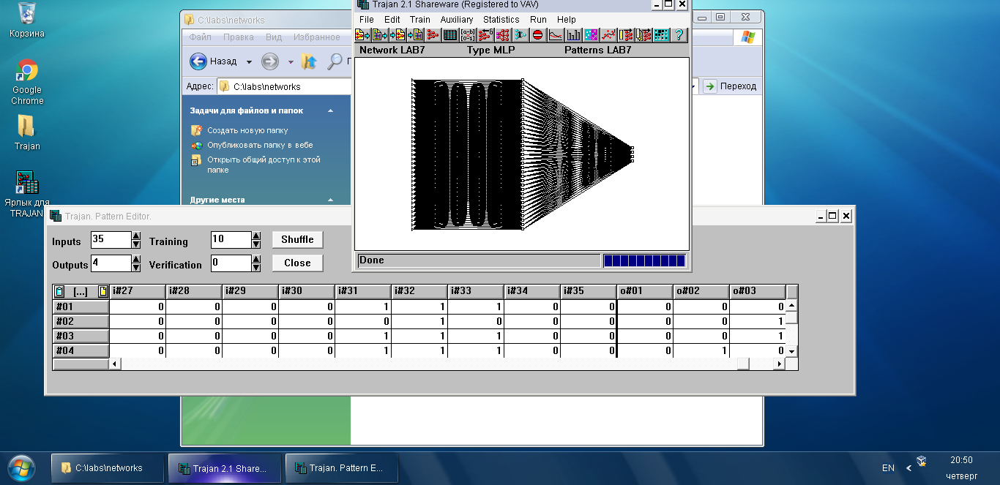 Корзина
Google
Chrome
Trajan
Ярлык для
TRAJAN
C:\labs\networks
Файл Правка Вид Избранное
Назад
Адрес: C:\labs\networks
Переход
Задачи для файлов и папок
Создать новую папку
Опубликовать папку в вебе
Открыть общий доступ к этой
папке
Другие места
Trajan 2.1 Shareware (Registered to VAV)
File Edit Train Auxiliary Statistics Run Help
Network LAB7 Type MLP Patterns LAB7
Done
Trajan. Pattern Editor.
Inputs 35 Training 10 Shuffle
Outputs 4 Verification 0 Close
[...] i#27 i#28 i#29 i#30 i#31 i#32 i#33 i#34 i#35 o#01 o#02 o#03
#01 0 0 0 0 1 1 1 0 0 0 0 0
#02 0 0 0 0 0 1 0 0 0 0 0 1
#03 0 0 0 0 1 1 1 0 0 0 0 1
#04 0 0 0 0 1 1 1 0 0 0 1 0
C:\labs\networks
Trajan 2.1 Share...
Trajan. Pattern E...
EN
20:50
четверг